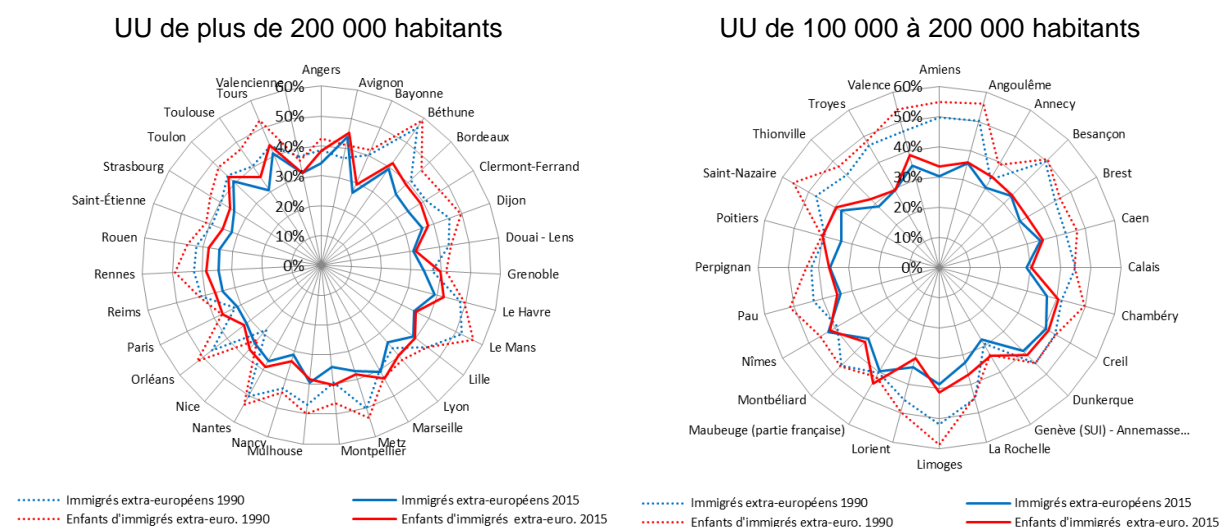 UU de plus de 200 000 habitants
Angers
Avignon
Bayonne
Béthune
Bordeaux
Clermont-Ferrand
Dijon
Douai - Lens
Grenoble
Le Havre
Le Mans
Lille
Lyon
Marseille
Metz
Montpellier
Mulhouse
Nancy
Nantes
Nice
Orléans
Paris
Reims
Rennes
Rouen
Saint-Étienne
Strasbourg
Toulon
Toulouse
Tours
Valencienne
60%
50%
40%
30%
20%
10%
0%
Immigrés extra-européens 1990
Immigrés extra-européens 2015
Enfants d'immigrés extra-euro. 1990
Enfants d'immigrés extra-euro. 2015
UU de 100 000 à 200 000 habitants
Amiens
Angoulême
Annecy
Besançon
Brest
Caen
Calais
Chambéry
Creil
Dunkerque
Genève (SUI) - Annemasse...
La Rochelle
Limoges
Lorient
Maubeuge (partie française)
Montbéliard
Nîmes
Pau
Perpignan
Poitiers
Saint-Nazaire
Thionville
Troyes
Valence
60%
50%
40%
30%
20%
10%
0%
Immigrés extra-européens 1990
Immigrés extra-européens 2015
Enfants d'immigrés extra-euro. 1990
Enfants d'immigrés extra-euro. 2015